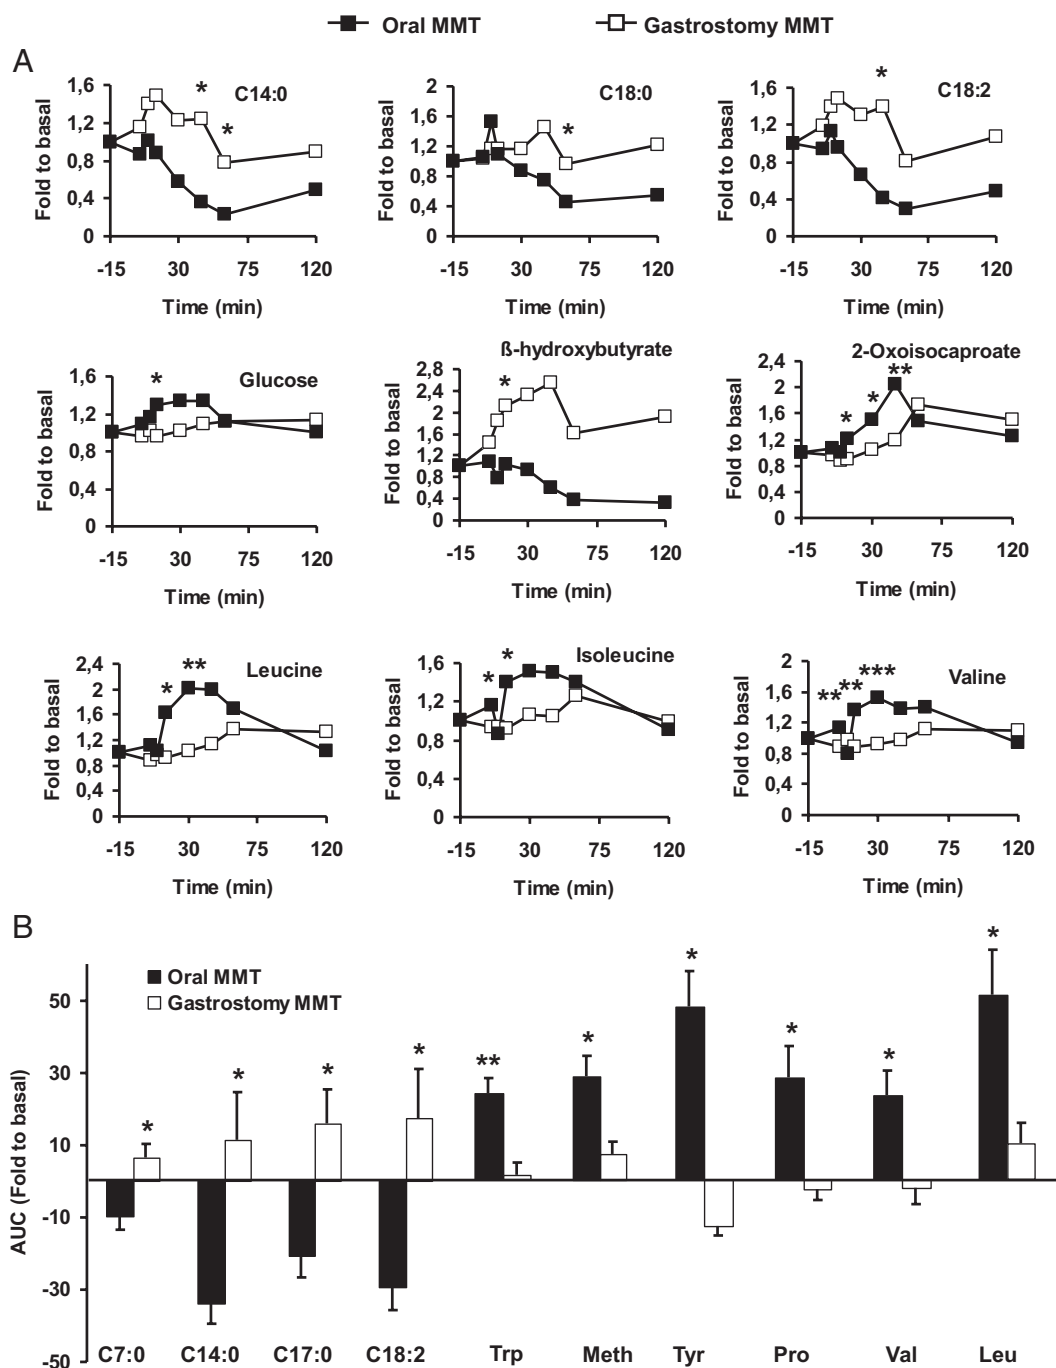 Oral MMT Gastrostomy MMT
A
C14:0
* *
Fold to basal
1,6
1,2
0,8
0,4
0
-15 30 75 120
Time (min)
C18:0
*
Fold to basal
2
1,6
1,2
0,8
0,4
0
-15 30 75 120
Time (min)
C18:2
*
Fold to basal
1,6
1,2
0,8
0,4
0
-15 30 75 120
Time (min)
Glucose
*
Fold to basal
1,6
1,2
0,8
0,4
0
-15 30 75 120
Time (min)
ß-hydroxybutyrate
*
Fold to basal
2,8
2,4
2
1,6
1,2
0,8
0,4
0
-15 30 75 120
Time (min)
2-Oxoisocaproate
* * **
Fold to basal
2,4
2
1,6
1,2
0,8
0,4
0
-15 30 75 120
Time (min)
Leucine
* **
Fold to basal
2,4
2
1,6
1,2
0,8
0,4
0
-15 30 75 120
Time (min)
Isoleucine
* *
Fold to basal
1,6
1,2
0,8
0,4
0
-15 30 75 120
Time (min)
Valine
** ** ***
Fold to basal
2
1,6
1,2
0,8
0,4
0
-15 30 75 120
Time (min)
B
Oral MMT
Gastrostomy MMT
* * * * ** * * * * *
AUC (Fold to basal)
50
30
10
-10
-30
-50
C7:0 C14:0 C17:0 C18:2 Trp Meth Tyr Pro Val Leu